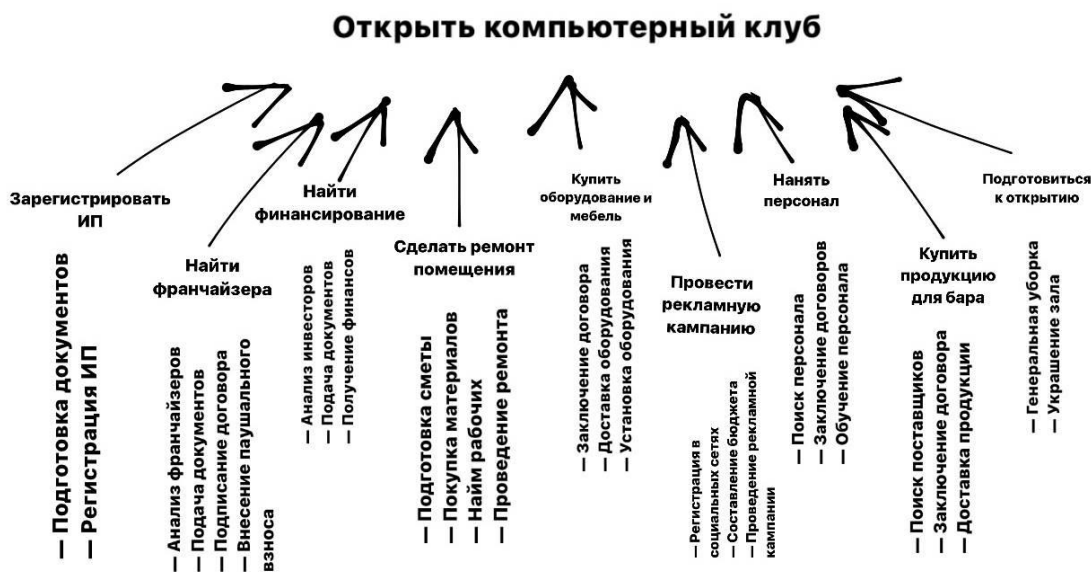 Открыть компьютерный клуб
Зарегистрировать
ИП
— Подготовка документов
— Регистрация ИП
Найти
франчайзера
— Анализ франчайзеров
— Подача документов
— Подписание договора
— Внесение паушального
взноса
Найти
финансирование
— Анализ инвесторов
— Подача документов
— Получение финансов
Сделать ремонт
помещения
— Подготовка сметы
— Покупка материалов
— Найм рабочих
— Проведение ремонта
Купить
оборудование и
мебель
— Заключение договора
— Доставка оборудования
— Установка оборудования
Провести
рекламную
кампанию
— Регистрация в
социальных сетях
— Составление бюджета
— Проведение рекламной
кампании
Нанять
персонал
— Поиск персонала
— Заключение договоров
— Обучение персонала
Купить
продукцию
для бара
— Поиск поставщиков
— Заключение договора
— Доставка продукции
Подготовиться
к открытию
— Генеральная уборка
— Украшение зала